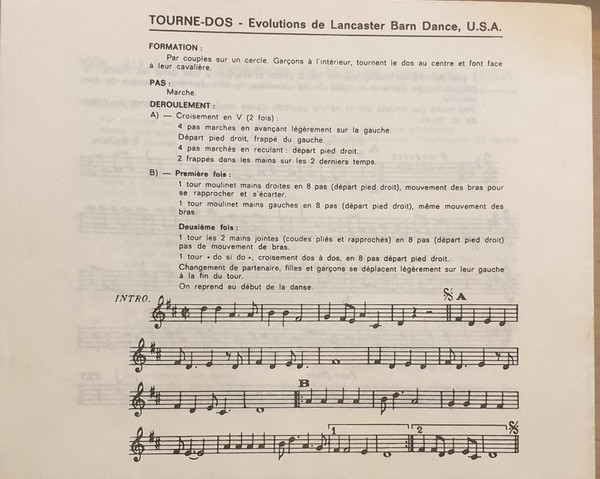 TOURNE-DOS - Evolutions de Lancaster Barn Dance, U.S.A.
FORMATION :
Par couples sur un cercle. Garçons à l'intérieur, tournent le dos au centre et font face
à leur cavalière.
PAS :
Marche.
DEROULEMENT :
A) — Croisement en V (2 fois) :
4 pas marches en avançant légèrement sur la gauche.
Départ pied droit, frappé du gauche.
4 pas marchés en reculant : départ pied droit.
2 frappés dans les mains sur les 2 derniers temps.
B) — Première fois :
1 tour moulinet mains droites en 8 pas (départ pied droit), mouvement des bras pour
se rapprocher et s'écarter.
1 tour moulinet mains gauches en 8 pas (départ pied droit), même mouvement des
bras.
Deuxième fois :
1 tour les 2 mains jointes (coudes pliés et rapprochés) en 8 pas (départ pied droit)
pas de mouvement de bras.
1 tour « do si do », croisement dos à dos, en 8 pas départ pied droit.
Changement de partenaire, filles et garçons se déplacent légèrement sur leur gauche
à la fin du tour.
On reprend au début de la danse.
INTRO.
A
B
1
2